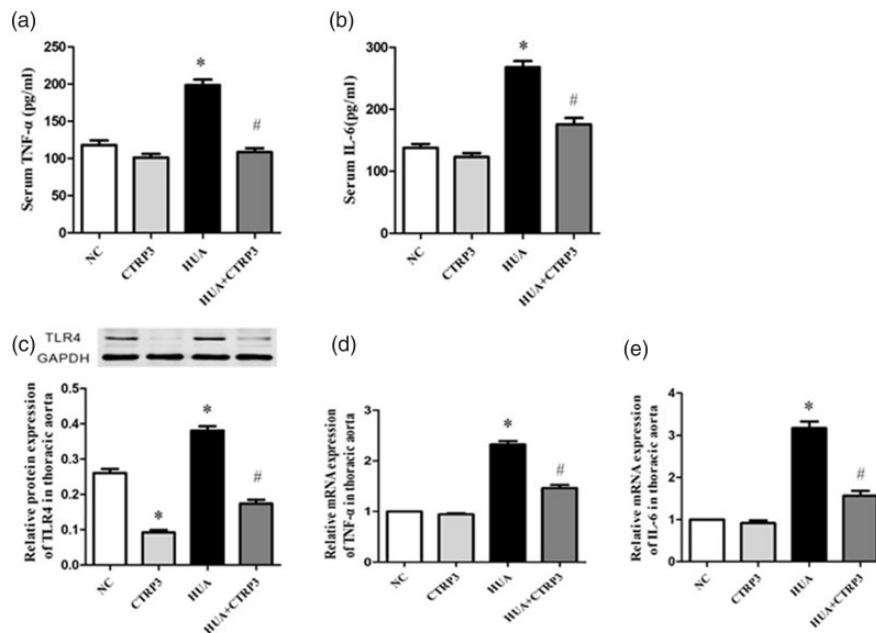 (a)
Serum TNF-α (pg/ml)
250
200
150
100
50
0
*
#
NC
CTRP3
HUA
HUA+CTRP3
(b)
Serum IL-6(pg/ml)
300
200
100
0
*
#
NC
CTRP3
HUA
HUA+CTRP3
(c)
TLR4
GAPDH
Relative protein expression
of TLR4 in thoracic aorta
0.5
0.4
0.3
0.2
0.1
0.0
*
*
#
NC
CTRP3
HUA
HUA+CTRP3
(d)
Relative mRNA expression
of TNF-α in thoracic aorta
3
2
1
0
*
#
NC
CTRP3
HUA
HUA+CTRP3
(e)
Relative mRNA expression
of IL-6 in thoracic aorta
4
3
2
1
0
*
#
NC
CTRP3
HUA
HUA+CTRP3